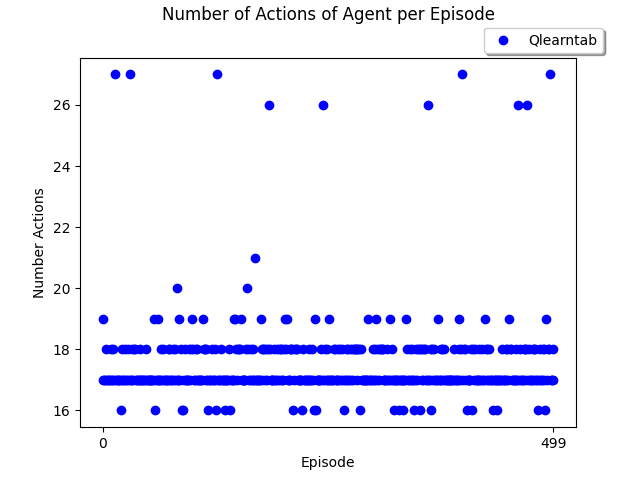 Number of Actions of Agent per Episode
Qlearntab
26
24
22
20
18
16
Number Actions
0
499
Episode